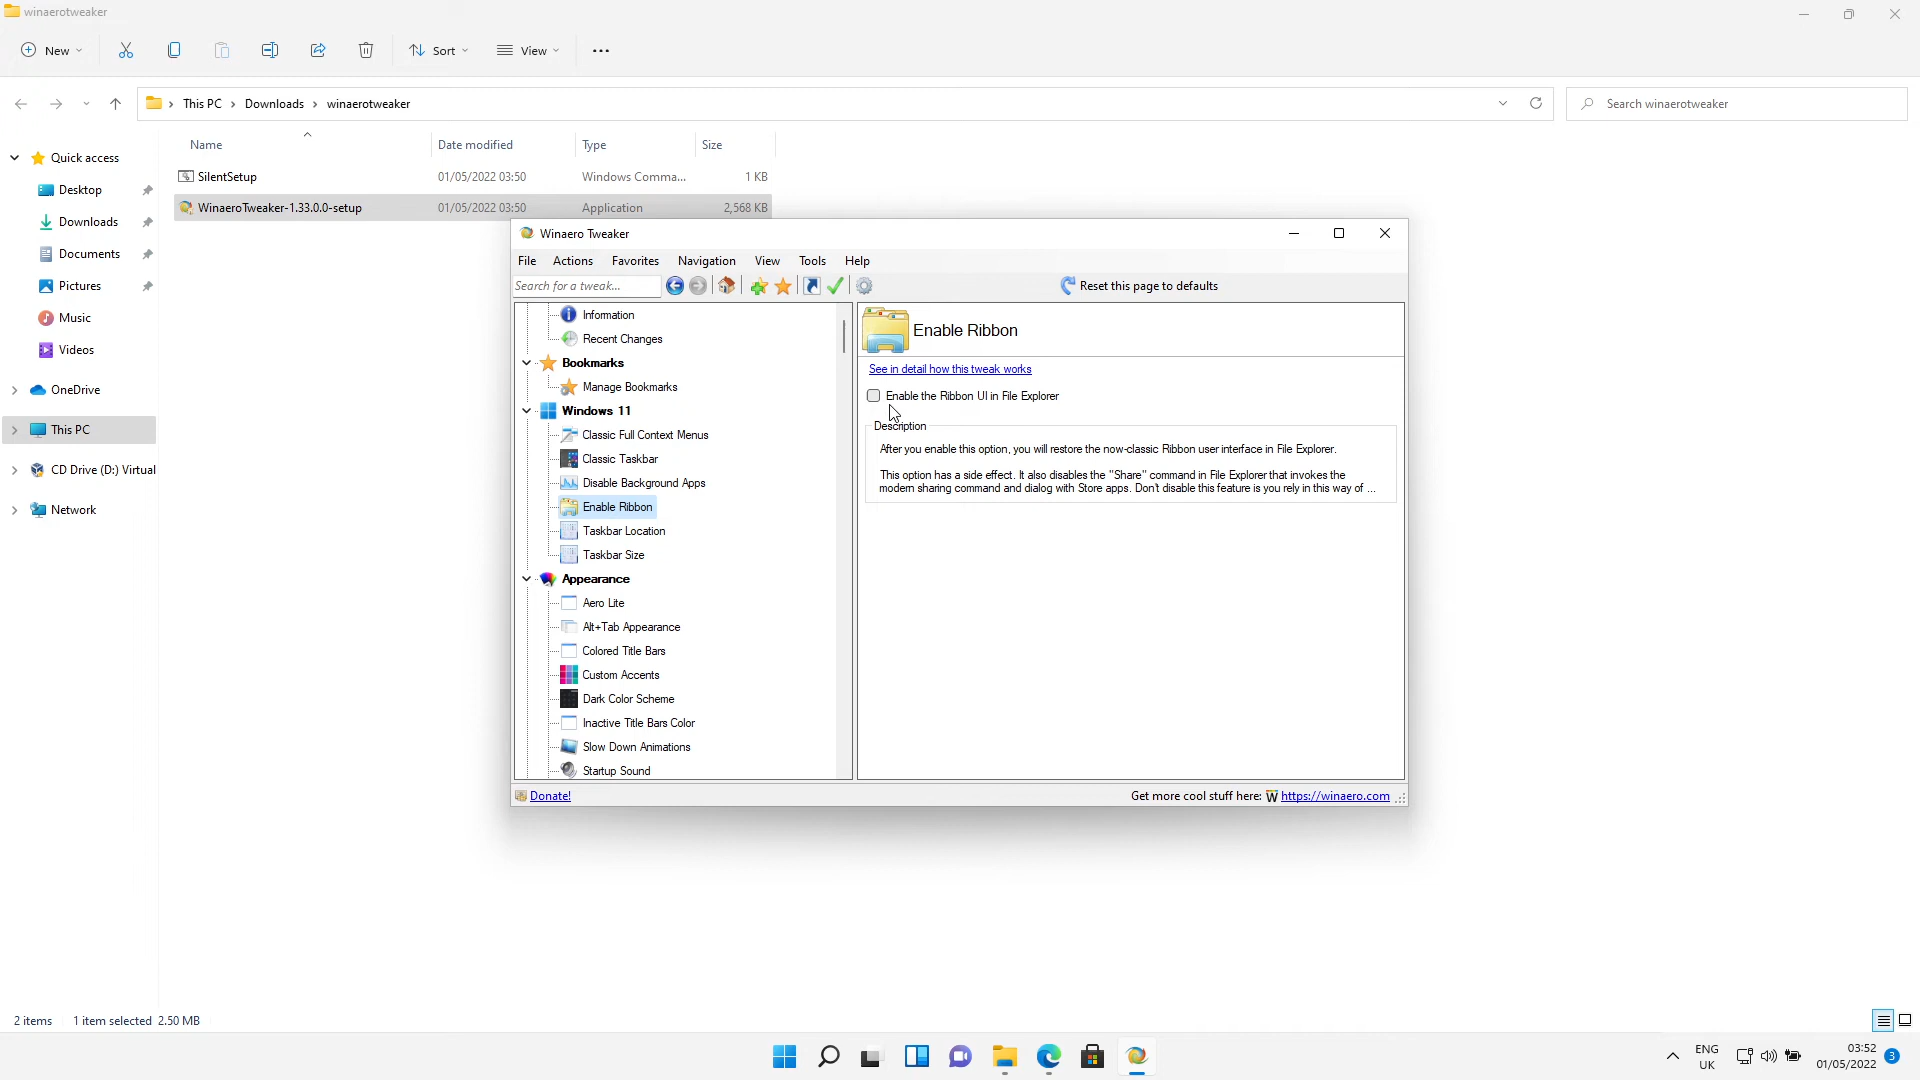 winaerotweaker
New
Sort
View
This PC
Downloads
winaerotweaker
Search winaerotweaker
Name
Date modified
Type
Size
SilentSetup
01/05/2022 03:50
Windows Comma...
1 KB
WinaeroTweaker-1.33.0.0-setup
01/05/2022 03:50
Application
2,568 KB
Quick access
Desktop
Downloads
Documents
Pictures
Music
Videos
OneDrive
This PC
CD Drive (D:) Virtual
Network
Winaero Tweaker
File
Actions
Favorites
Navigation
View
Tools
Help
Search for a tweak...
Reset this page to defaults
Information
Recent Changes
Bookmarks
Manage Bookmarks
Windows 11
Classic Full Context Menus
Classic Taskbar
Disable Background Apps
Enable Ribbon
Taskbar Location
Taskbar Size
Appearance
Aero Lite
Alt+Tab Appearance
Colored Title Bars
Custom Accents
Dark Color Scheme
Inactive Title Bars Color
Slow Down Animations
Startup Sound
Enable Ribbon
See in detail how this tweak works
Enable the Ribbon UI in File Explorer
Description
After you enable this option, you will restore the now-classic Ribbon user interface in File Explorer.
This option has a side effect. It also disables the "Share" command in File Explorer that invokes the
modern sharing command and dialog with Store apps. Don't disable this feature is you rely in this way of ...
Donate!
Get more cool stuff here:
https://winaero.com
2 items
1 item selected 2.50 MB
ENG
UK
03:52
01/05/2022
3